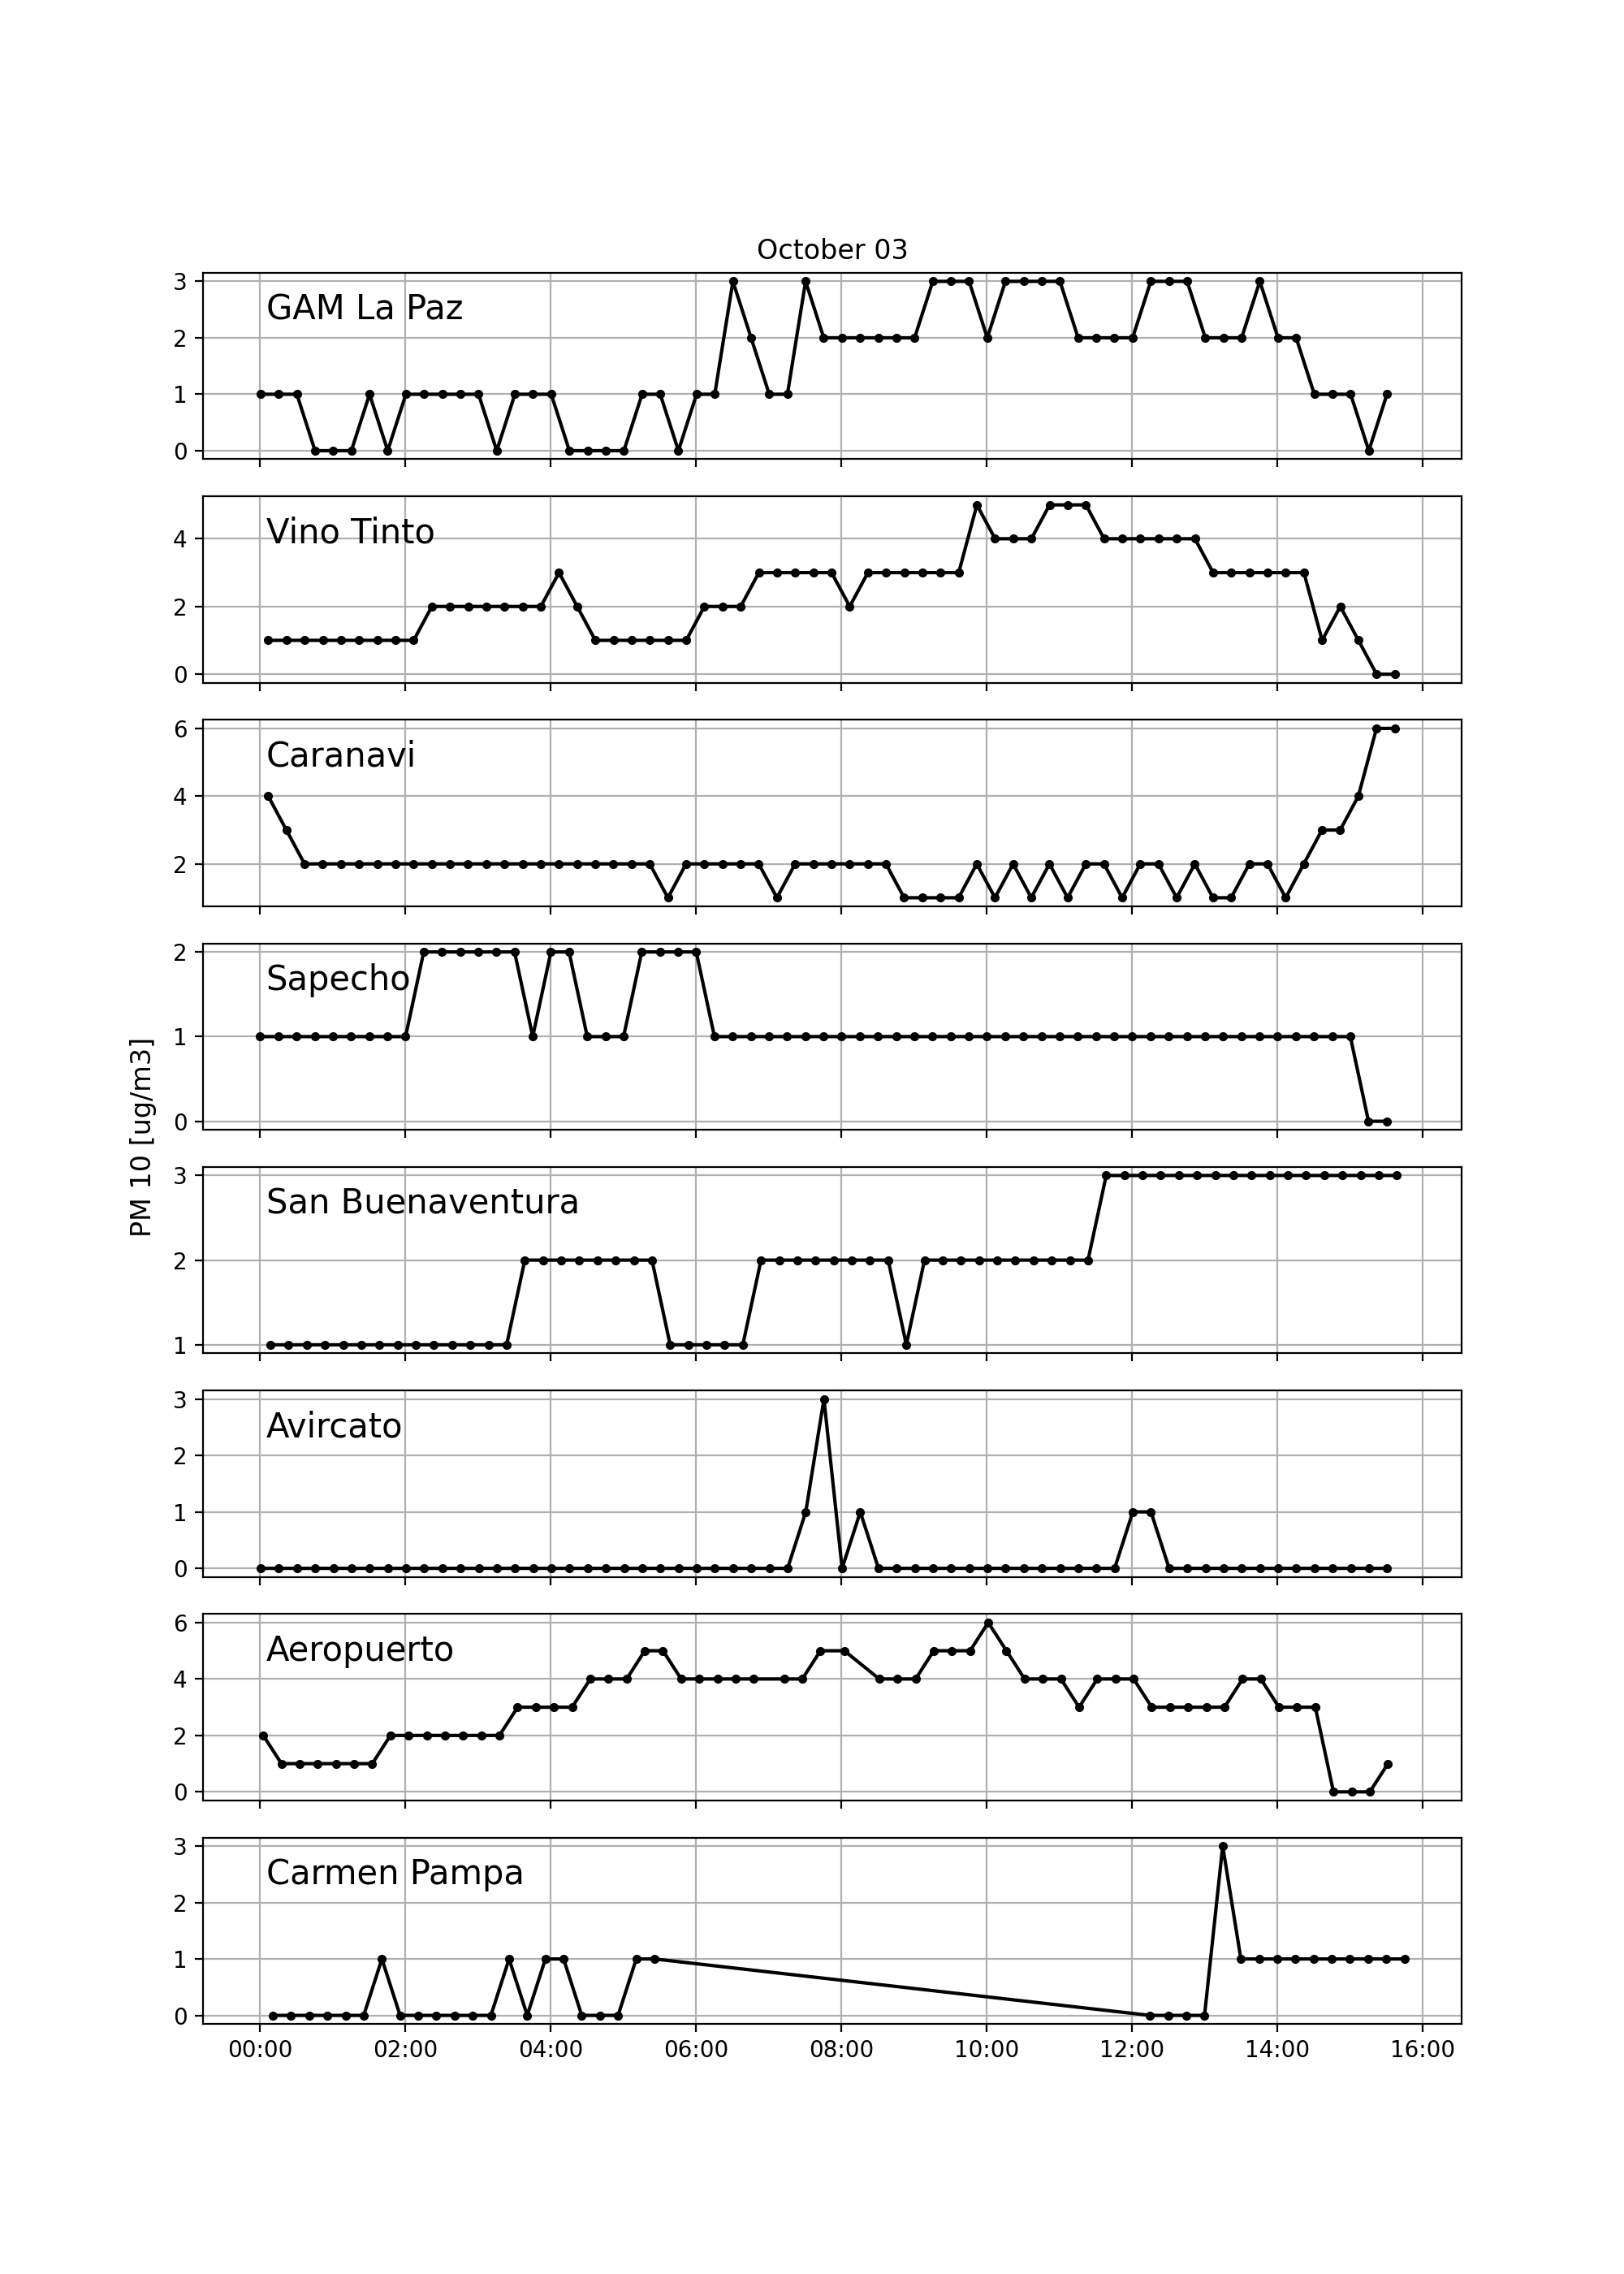 October 03
3
GAM La Paz
2
1
0
Vino Tinto
4
2
0
6
Caranavi
4
2
2
Sapecho
1
0
PM 10 [ug/m3]
3
San Buenaventura
2
1
3
Avircato
2
1
0
6
Aeropuerto
4
2
0
3
Carmen Pampa
2
1
0
00:00 02:00 04:00 06:00 08:00 10:00 12:00 14:00 16:00